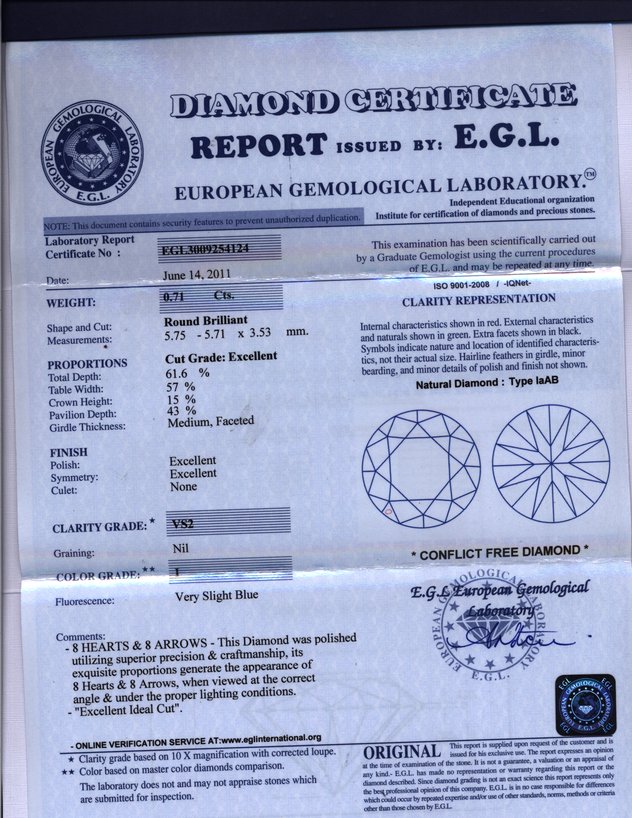 DIAMOND CERTIFICATE
REPORT ISSUED BY: E.G.L.
EUROPEAN GEMOLOGICAL LABORATORY.™
EUROPEAN GEMOLOGICAL LABORATORY
E.G.L.
Independent Educational organization
Institute for certification of diamonds and precious stones.
NOTE: This document contains security features to prevent unauthorized duplication.
Laboratory Report
Certificate No : EGL3009254124
Date: June 14, 2011
This examination has been scientifically carried out
by a Graduate Gemologist using the current procedures
of E.G.L. and may be repeated at any time.
WEIGHT: 0.71 Cts.
Shape and Cut: Round Brilliant
Measurements: 5.75 - 5.71 x 3.53 mm.
PROPORTIONS Cut Grade: Excellent
Total Depth: 61.6 %
Table Width: 57 %
Crown Height: 15 %
Pavilion Depth: 43 %
Girdle Thickness: Medium, Faceted
FINISH
Polish: Excellent
Symmetry: Excellent
Culet: None
CLARITY GRADE:* VS2
Graining: Nil
COLOR GRADE:** I
Fluorescence: Very Slight Blue
Comments:
- 8 HEARTS & 8 ARROWS - This Diamond was polished
utilizing superior precision & craftmanship, its
exquisite proportions generate the appearance of
8 Hearts & 8 Arrows, when viewed at the correct
angle & under the proper lighting conditions.
- "Excellent Ideal Cut".
- ONLINE VERIFICATION SERVICE AT:www.eglinternational.org
* Clarity grade based on 10 X magnification with corrected loupe.
** Color based on master color diamonds comparison.
The laboratory does not and may not appraise stones which
are submitted for inspection.
ISO 9001-2008 / -IQNet-
CLARITY REPRESENTATION
Internal characteristics shown in red. External characteristics
and naturals shown in green. Extra facets shown in black.
Symbols indicate nature and location of identified characteris-
tics, not their actual size. Hairline feathers in girdle, minor
bearding, and minor details of polish and finish not shown.
Natural Diamond : Type IaAB
* CONFLICT FREE DIAMOND *
E.G.L European Gemological
Laboratory
EUROPEAN GEMOLOGICAL LABORATORY
E.G.L.
EGL
ORIGINAL This report is supplied upon request of the customer and is
issued for his exclusive use. The report expresses an opinion
at the time of examination of the stone. It is not a guarantee, a valuation or an appraisal of
any kind.- E.G.L. has made no representation or warranty regarding this report or the
diamond described. Since diamond grading is not an exact science this report represents only
the best professional opinion of this company. E.G.L. is in no case responsible for differences
which could occur by repeated expertise and/or use of other standards, norms, methods or criteria
other than those chosen by E.G.L.